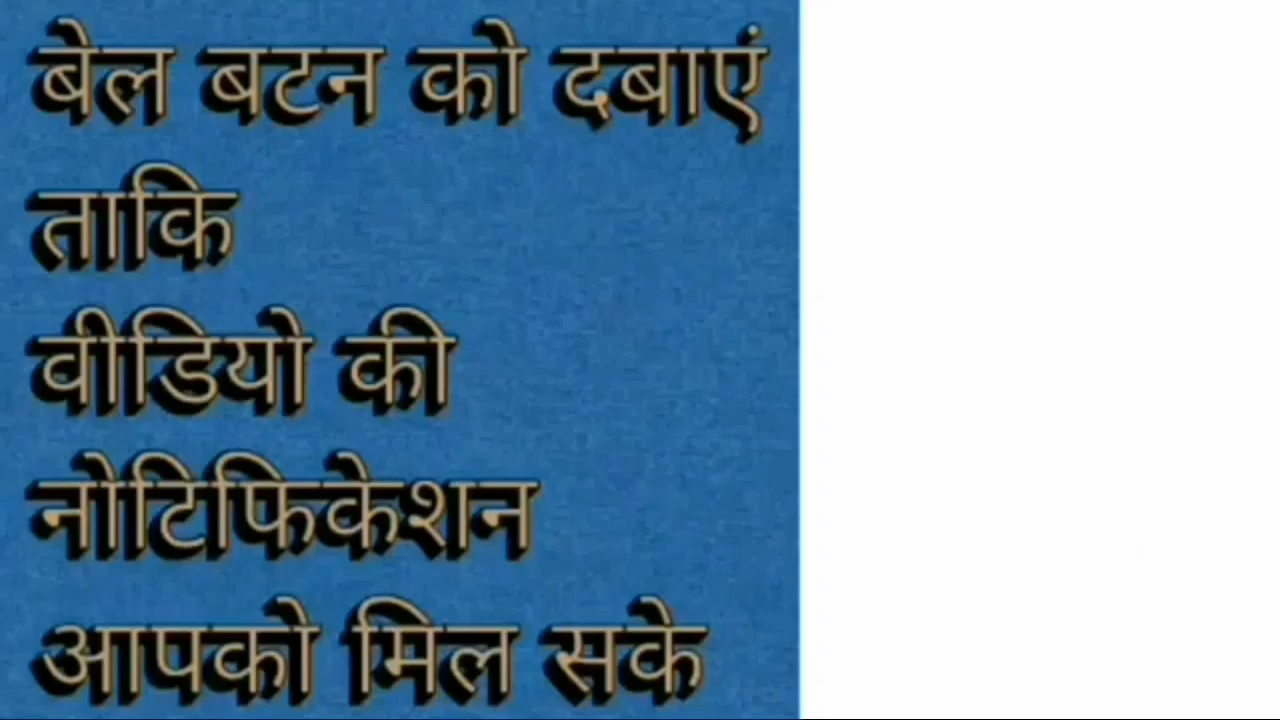 बेल बटन को दबाएं
ताकि
वीडियो की
नोटिफिकेशन
आपको मिल सके